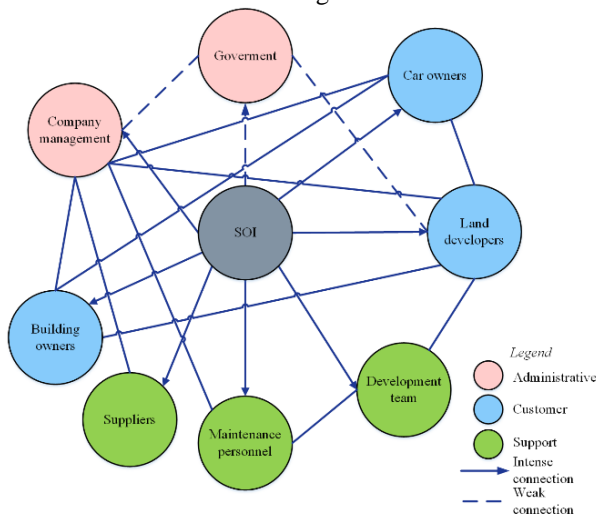 Goverment
Car owners
Company
management
SOI
Land
developers
Building
owners
Suppliers
Maintenance
personnel
Development
team
Legend
Administrative
Customer
Support
Intense
connection
Weak
connection